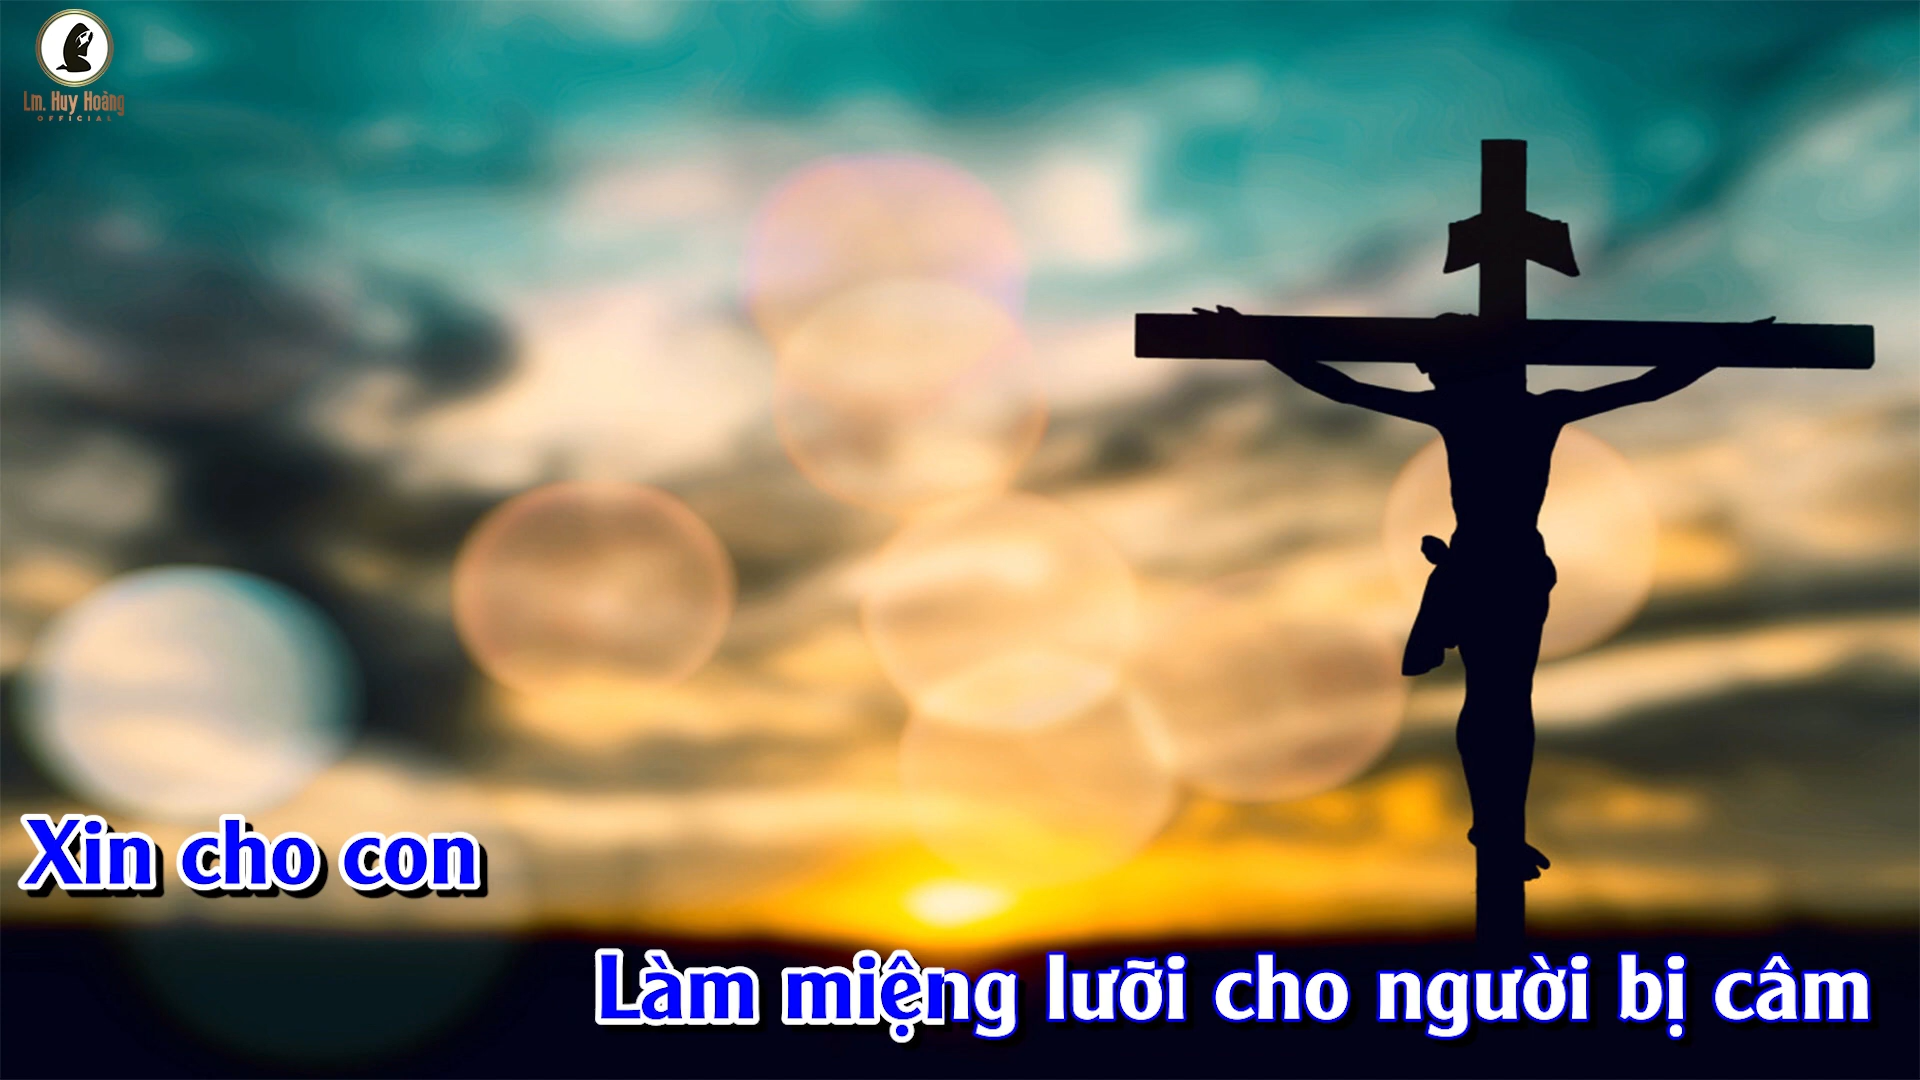 Lm. Huy Hoàng
OFFICIAL
Xin cho con
Làm miệng lưỡi cho người bị câm